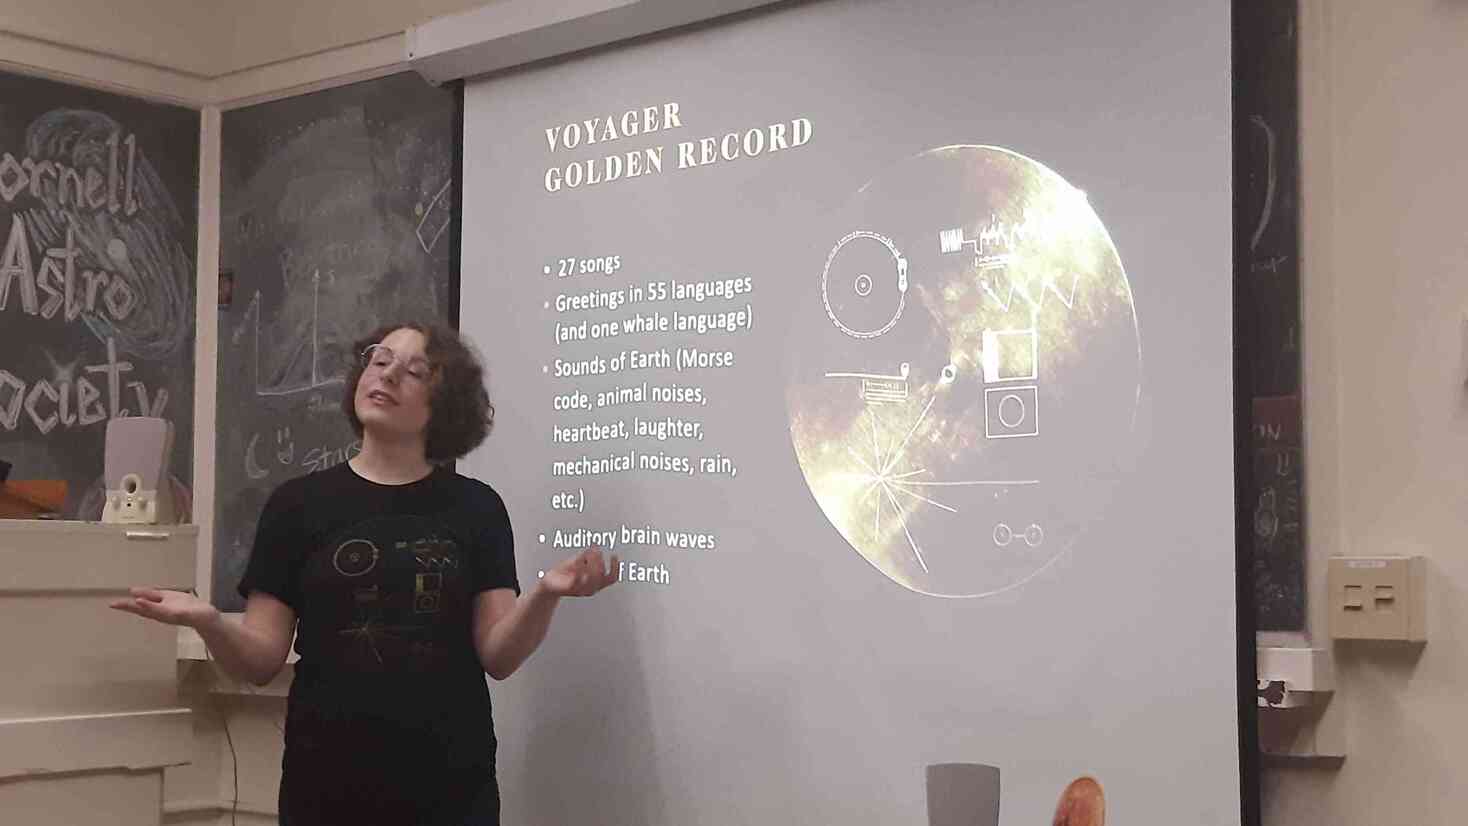 ornell
Astro
ociety
Stars
VOYAGER
GOLDEN RECORD
• 27 songs
• Greetings in 55 languages
(and one whale language)
• Sounds of Earth (Morse
code, animal noises,
heartbeat, laughter,
mechanical noises, rain,
etc.)
• Auditory brain waves
• f Earth